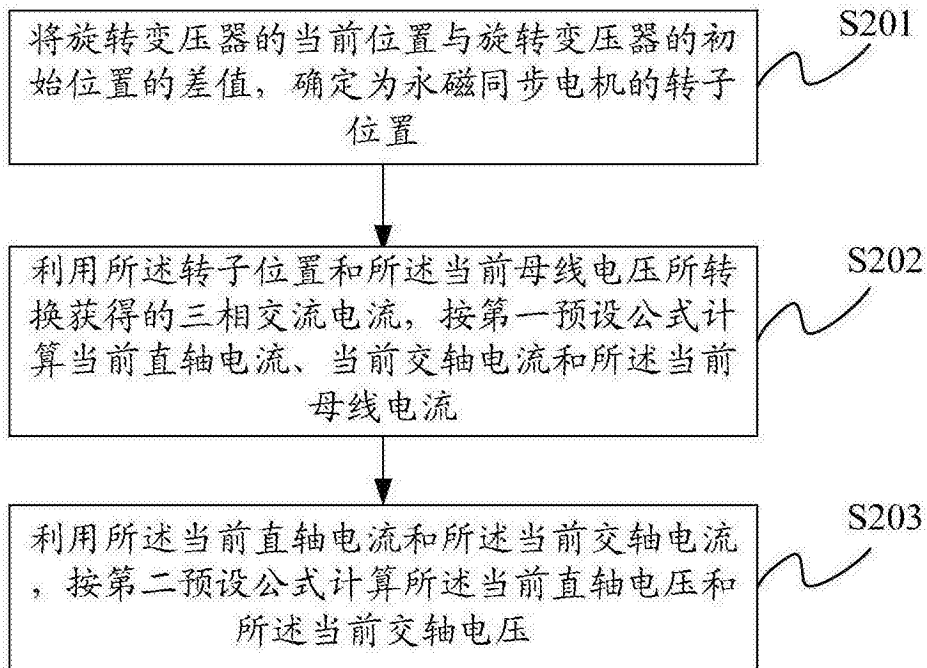 将旋转变压器的当前位置与旋转变压器的初
始位置的差值，确定为永磁同步电机的转子
位置
S201
利用所述转子位置和所述当前母线电压所转
换获得的三相交流电流，按第一预设公式计
算当前直轴电流、当前交轴电流和所述当前
母线电流
S202
利用所述当前直轴电流和所述当前交轴电流
，按第二预设公式计算所述当前直轴电压和
所述当前交轴电压
S203